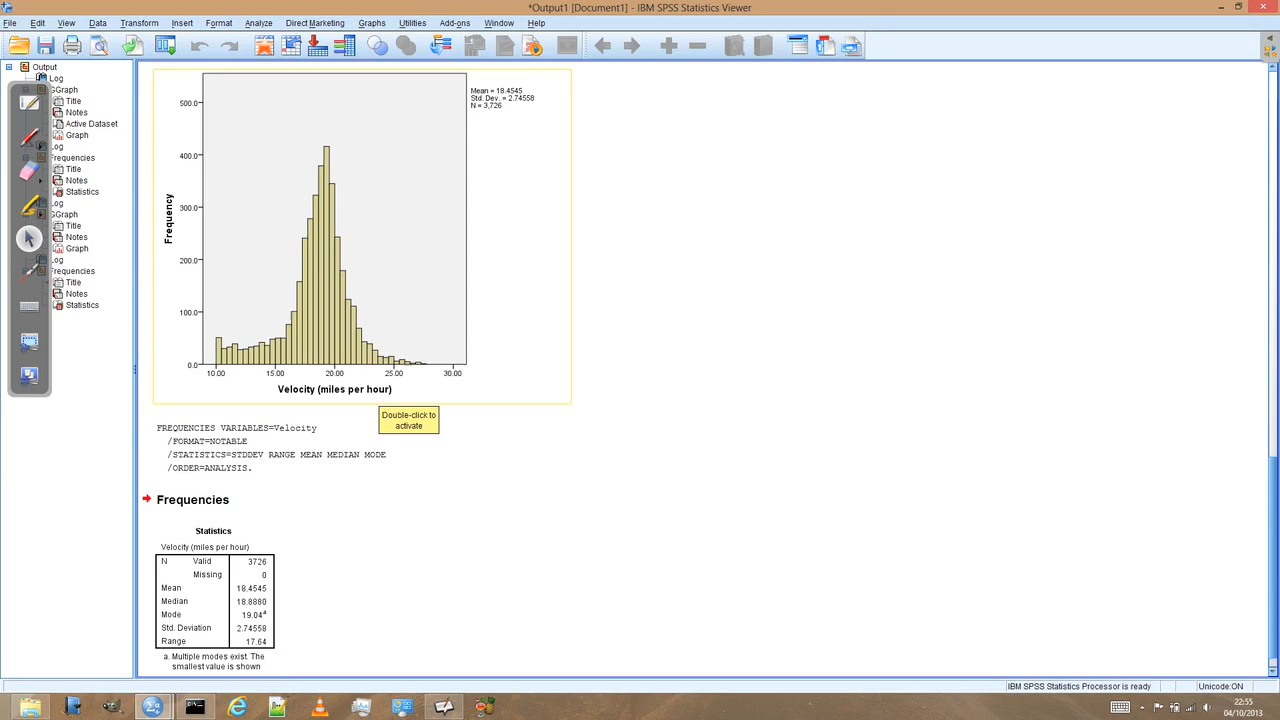 *Output1 [Document1] - IBM SPSS Statistics Viewer
File Edit View Data Transform Insert Format Analyze Direct Marketing Graphs Utilities Add-ons Window Help
Output
Log
GGraph
Title
Notes
Active Dataset
Graph
Log
Frequencies
Title
Notes
Statistics
Log
GGraph
Title
Notes
Graph
Log
Frequencies
Title
Notes
Statistics
Mean = 18.4545
Std. Dev. = 2.74558
N = 3,726
500.0
400.0
300.0
200.0
100.0
0.0
Frequency
10.00 15.00 20.00 25.00 30.00
Velocity (miles per hour)
Double-click to
activate
FREQUENCIES VARIABLES=Velocity
/FORMAT=NOTABLE
/STATISTICS=STDDEV RANGE MEAN MEDIAN MODE
/ORDER=ANALYSIS.
Frequencies
Statistics
Velocity (miles per hour)
N Valid 3726
Missing 0
Mean 18.4545
Median 18.8880
Mode 19.04a
Std. Deviation 2.74558
Range 17.64
a. Multiple modes exist. The
smallest value is shown
IBM SPSS Statistics Processor is ready Unicode:ON
22:55
04/10/2013